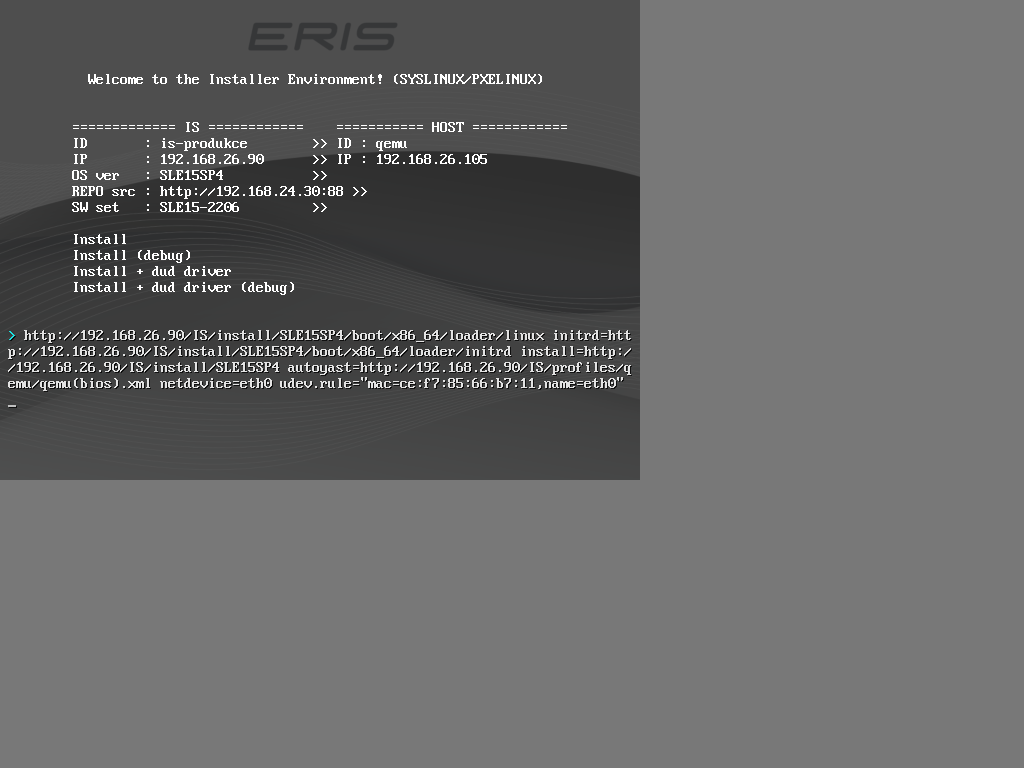 ERIS
Welcome to the Installer Environment! (SYSLINUX/PXELINUX)
============= IS ============    =========== HOST ============
ID       : is-produkce        >> ID : qemu
IP       : 192.168.26.90      >> IP : 192.168.26.105
OS ver   : SLE15SP4           >>
REPO src : http://192.168.24.30:88 >>
SW set   : SLE15-2206         >>
Install
Install (debug)
Install + dud driver
Install + dud driver (debug)
> http://192.168.26.90/IS/install/SLE15SP4/boot/x86_64/loader/linux initrd=htt
p://192.168.26.90/IS/install/SLE15SP4/boot/x86_64/loader/initrd install=http:/
/192.168.26.90/IS/install/SLE15SP4 autoyast=http://192.168.26.90/IS/profiles/q
emu/qemu(bios).xml netdevice=eth0 udev.rule="mac=ce:f7:85:66:b7:11,name=eth0"
_